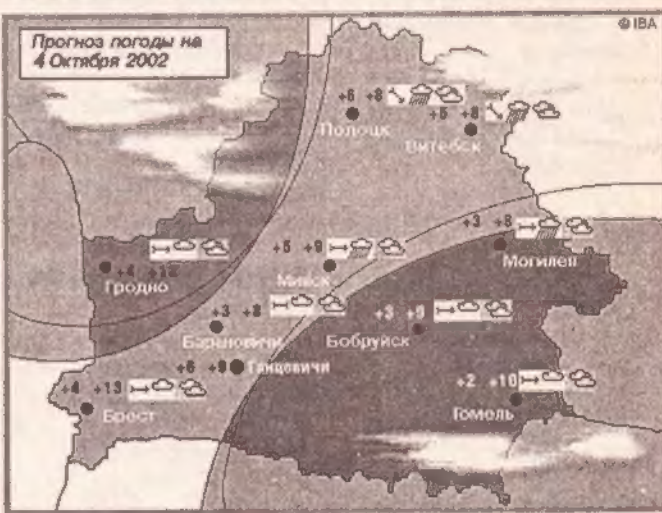 © IBA
Прогноз погоды на
4 Октября 2002
+6 +8
Полоцк
+5 +8
Витебск
+3 +8
Могилев
+4
Гродно
+5 +9
Минск
+3 +8
Барановичи
+3 +9
Бобруйск
+6 +9
Ганцовичи
+4 +13
Брест
+2 +10
Гомель